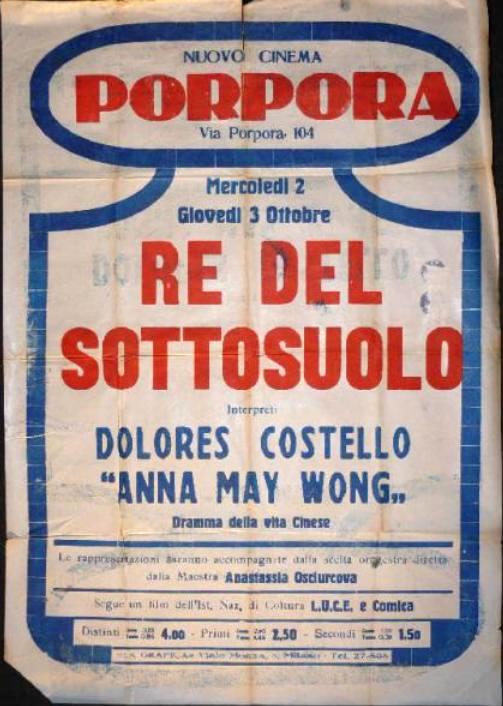 NUOVO CINEMA
PORPORA
Via Porpora, 104
Mercoledì 2
Giovedì 3 Ottobre
RE DEL
SOTTOSUOLO
Interpreti:
DOLORES COSTELLO
“ANNA MAY WONG„
Dramma della vita Cinese
Le rappresentazioni saranno accompagnate dalla scelta orchestra diretta
dalla Maestra Anastassia Osciurcova
Segue un film dell'Ist. Naz. di Coltura L.U.C.E. e Comica
Distinti 4.00 - Primi 2,50 - Secondi 1.50
Milano - Tel.